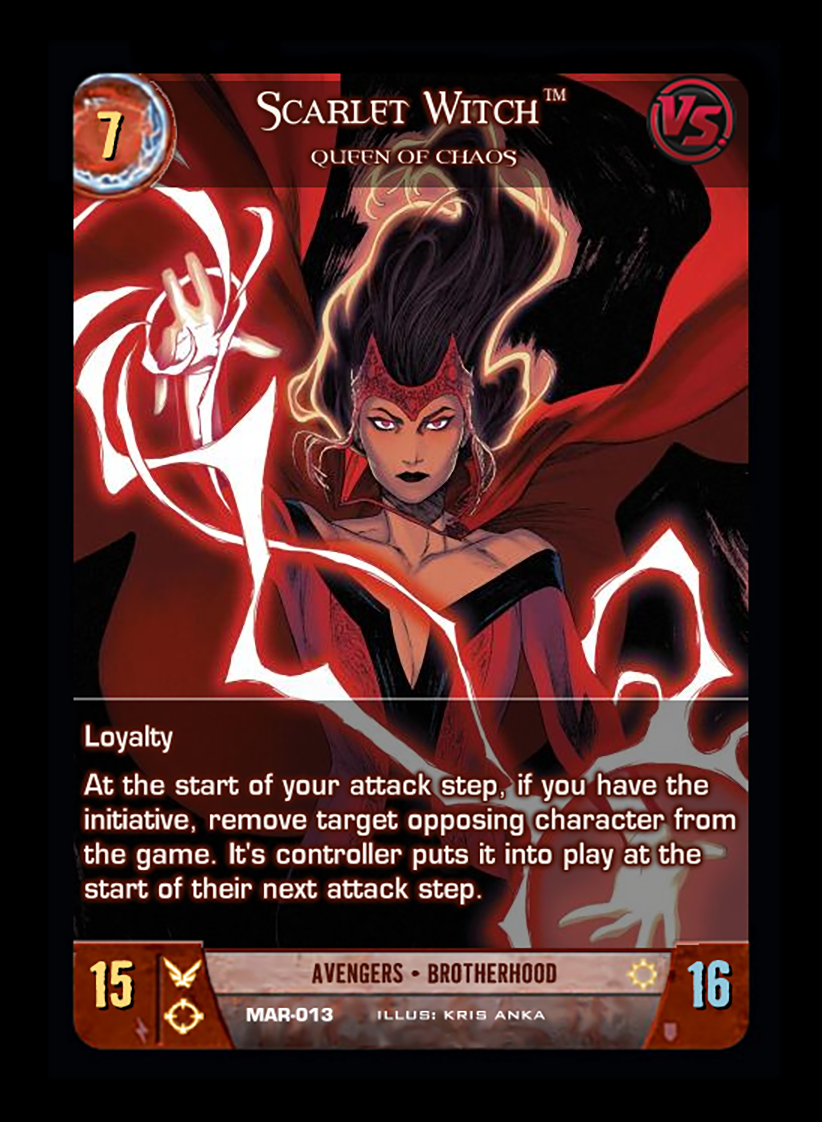 7
Scarlet Witch™
Queen of Chaos
VS.
Loyalty
At the start of your attack step, if you have the
initiative, remove target opposing character from
the game. It's controller puts it into play at the
start of their next attack step.
15
AVENGERS • BROTHERHOOD
16
MAR-013 ILLUS: KRIS ANKA